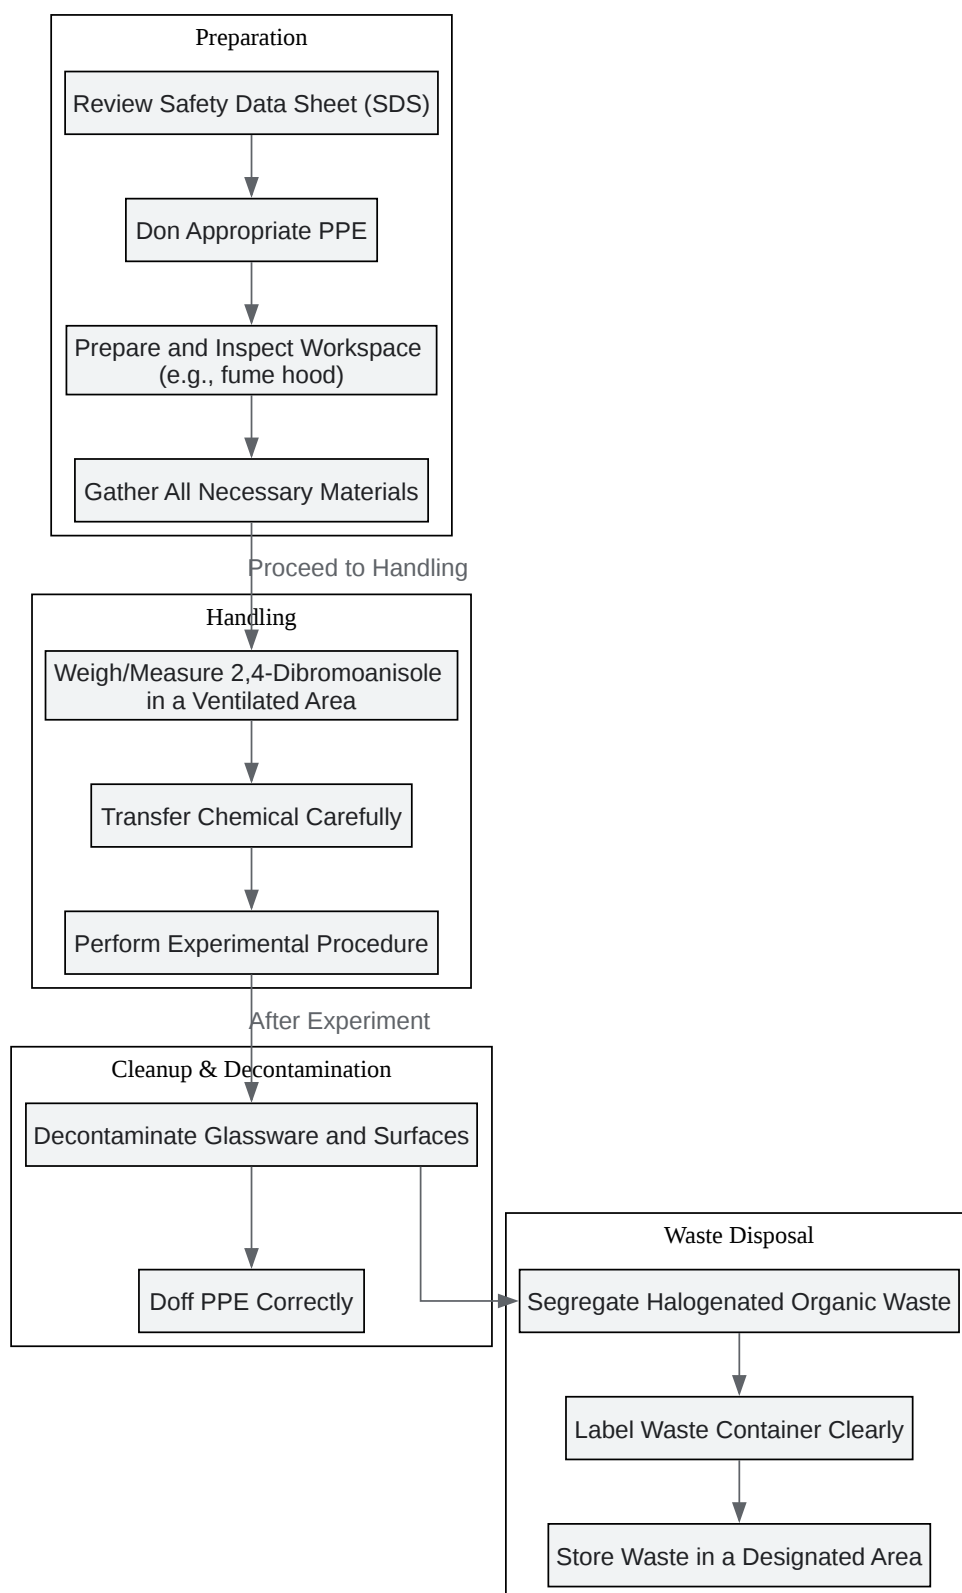 Preparation
Review Safety Data Sheet (SDS)
Don Appropriate PPE
Prepare and Inspect Workspace
(e.g., fume hood)
Gather All Necessary Materials
Proceed to Handling
Handling
Weigh/Measure 2,4-Dibromoanisole
in a Ventilated Area
Transfer Chemical Carefully
Perform Experimental Procedure
After Experiment
Cleanup & Decontamination
Decontaminate Glassware and Surfaces
Doff PPE Correctly
Waste Disposal
Segregate Halogenated Organic Waste
Label Waste Container Clearly
Store Waste in a Designated Area